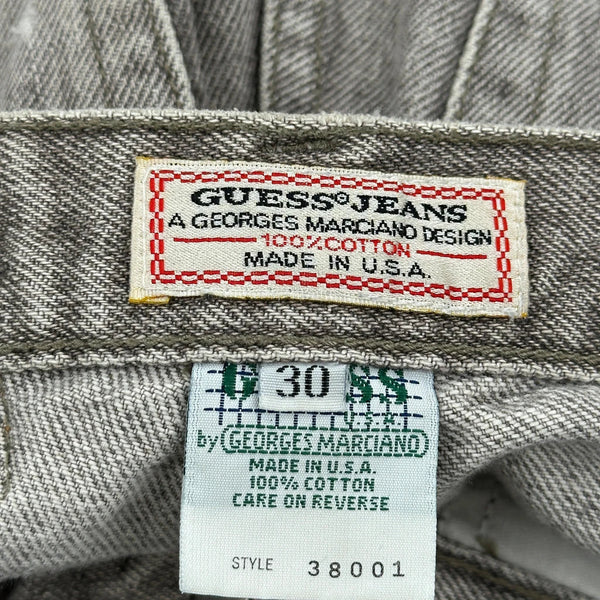 GUESS® JEANS
A GEORGES MARCIANO DESIGN
100% COTTON
MADE IN U.S.A.
30
U.S.A.
by GEORGES MARCIANO
MADE IN U.S.A.
100% COTTON
CARE ON REVERSE
STYLE 38001